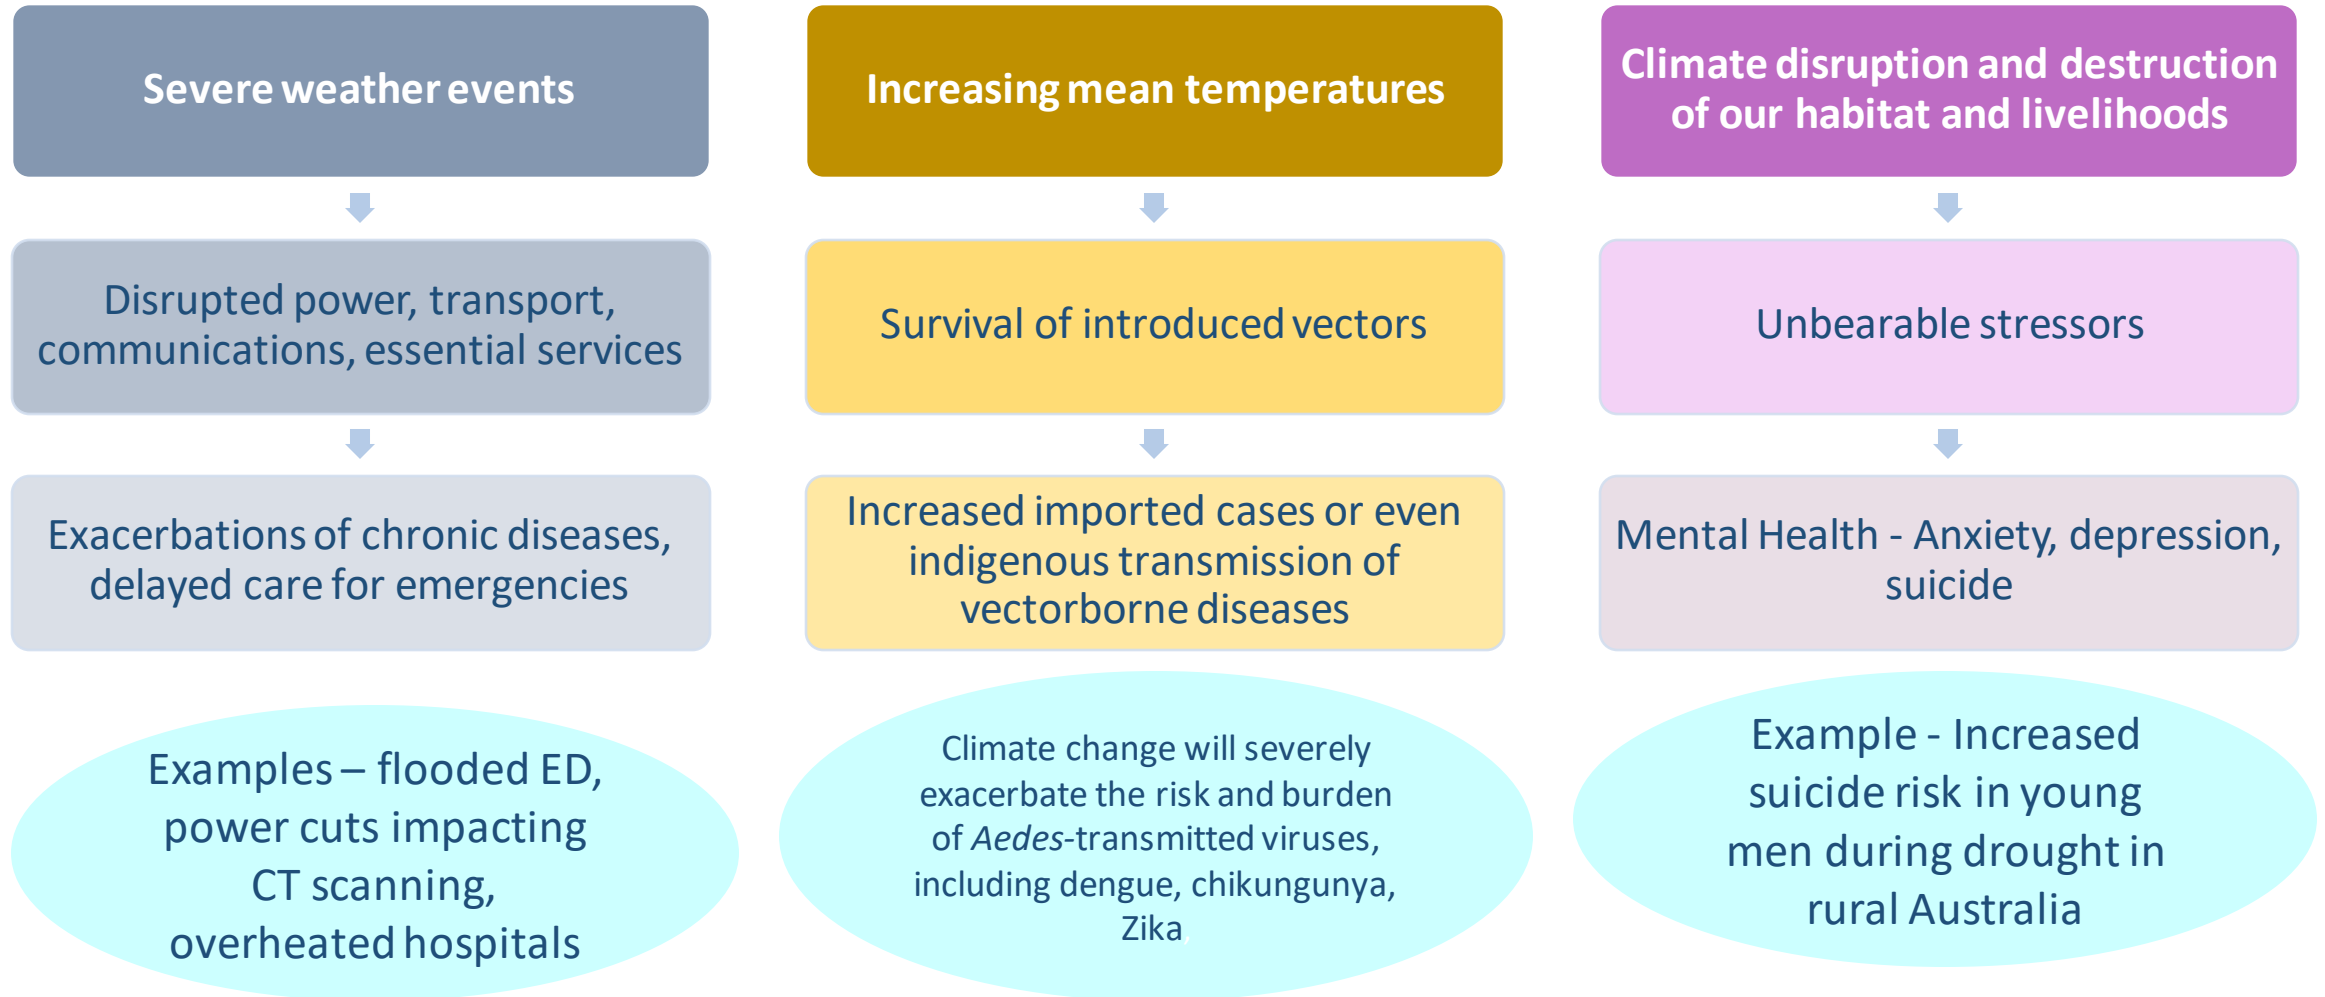 Severe weather events
Disrupted power, transport,
communications, essential services
Exacerbations of chronic diseases,
delayed care for emergencies
Examples – flooded ED,
power cuts impacting
CT scanning,
overheated hospitals
Increasing mean temperatures
Survival of introduced vectors
Increased imported cases or even
indigenous transmission of
vectorborne diseases
Climate change will severely
exacerbate the risk and burden
of Aedes-transmitted viruses,
including dengue, chikungunya,
Zika,
Climate disruption and destruction
of our habitat and livelihoods
Unbearable stressors
Mental Health - Anxiety, depression,
suicide
Example - Increased
suicide risk in young
men during drought in
rural Australia